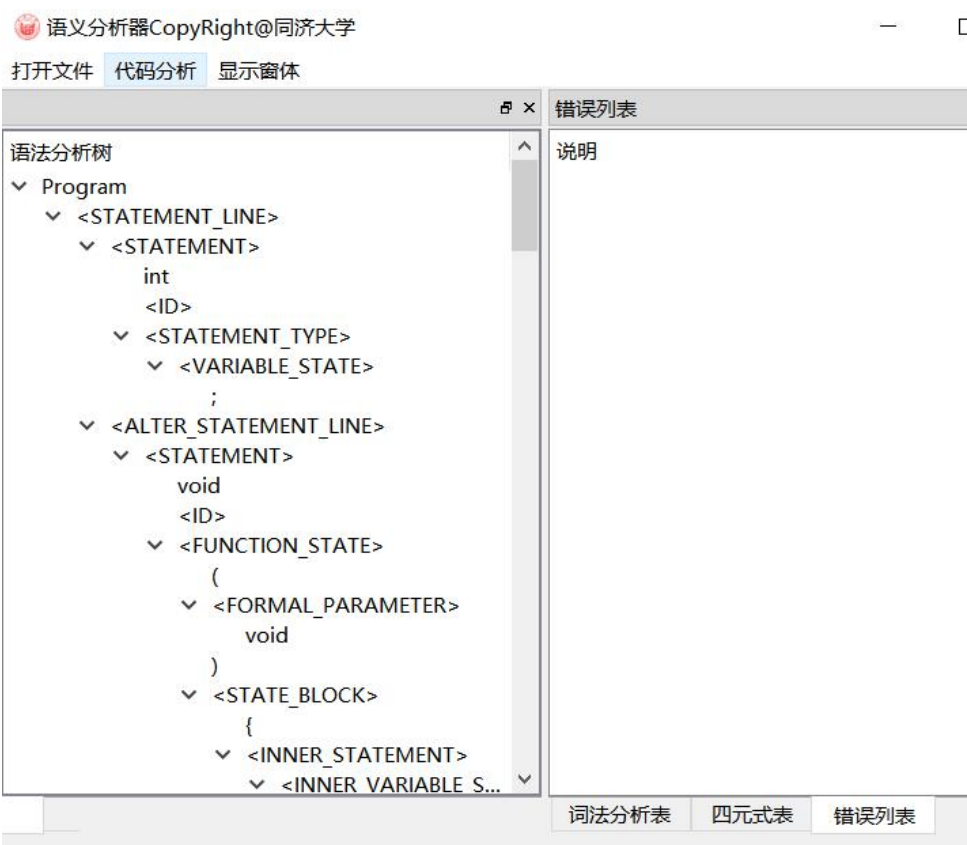 语义分析器CopyRight@同济大学
打开文件 代码分析 显示窗体
错误列表
语法分析树
Program
<STATEMENT_LINE>
<STATEMENT>
int
<ID>
<STATEMENT_TYPE>
<VARIABLE_STATE>
;
<ALTER_STATEMENT_LINE>
<STATEMENT>
void
<ID>
<FUNCTION_STATE>
(
<FORMAL_PARAMETER>
void
)
<STATE_BLOCK>
{
<INNER_STATEMENT>
<INNER_VARIABLE_S...
说明
词法分析表 四元式表 错误列表